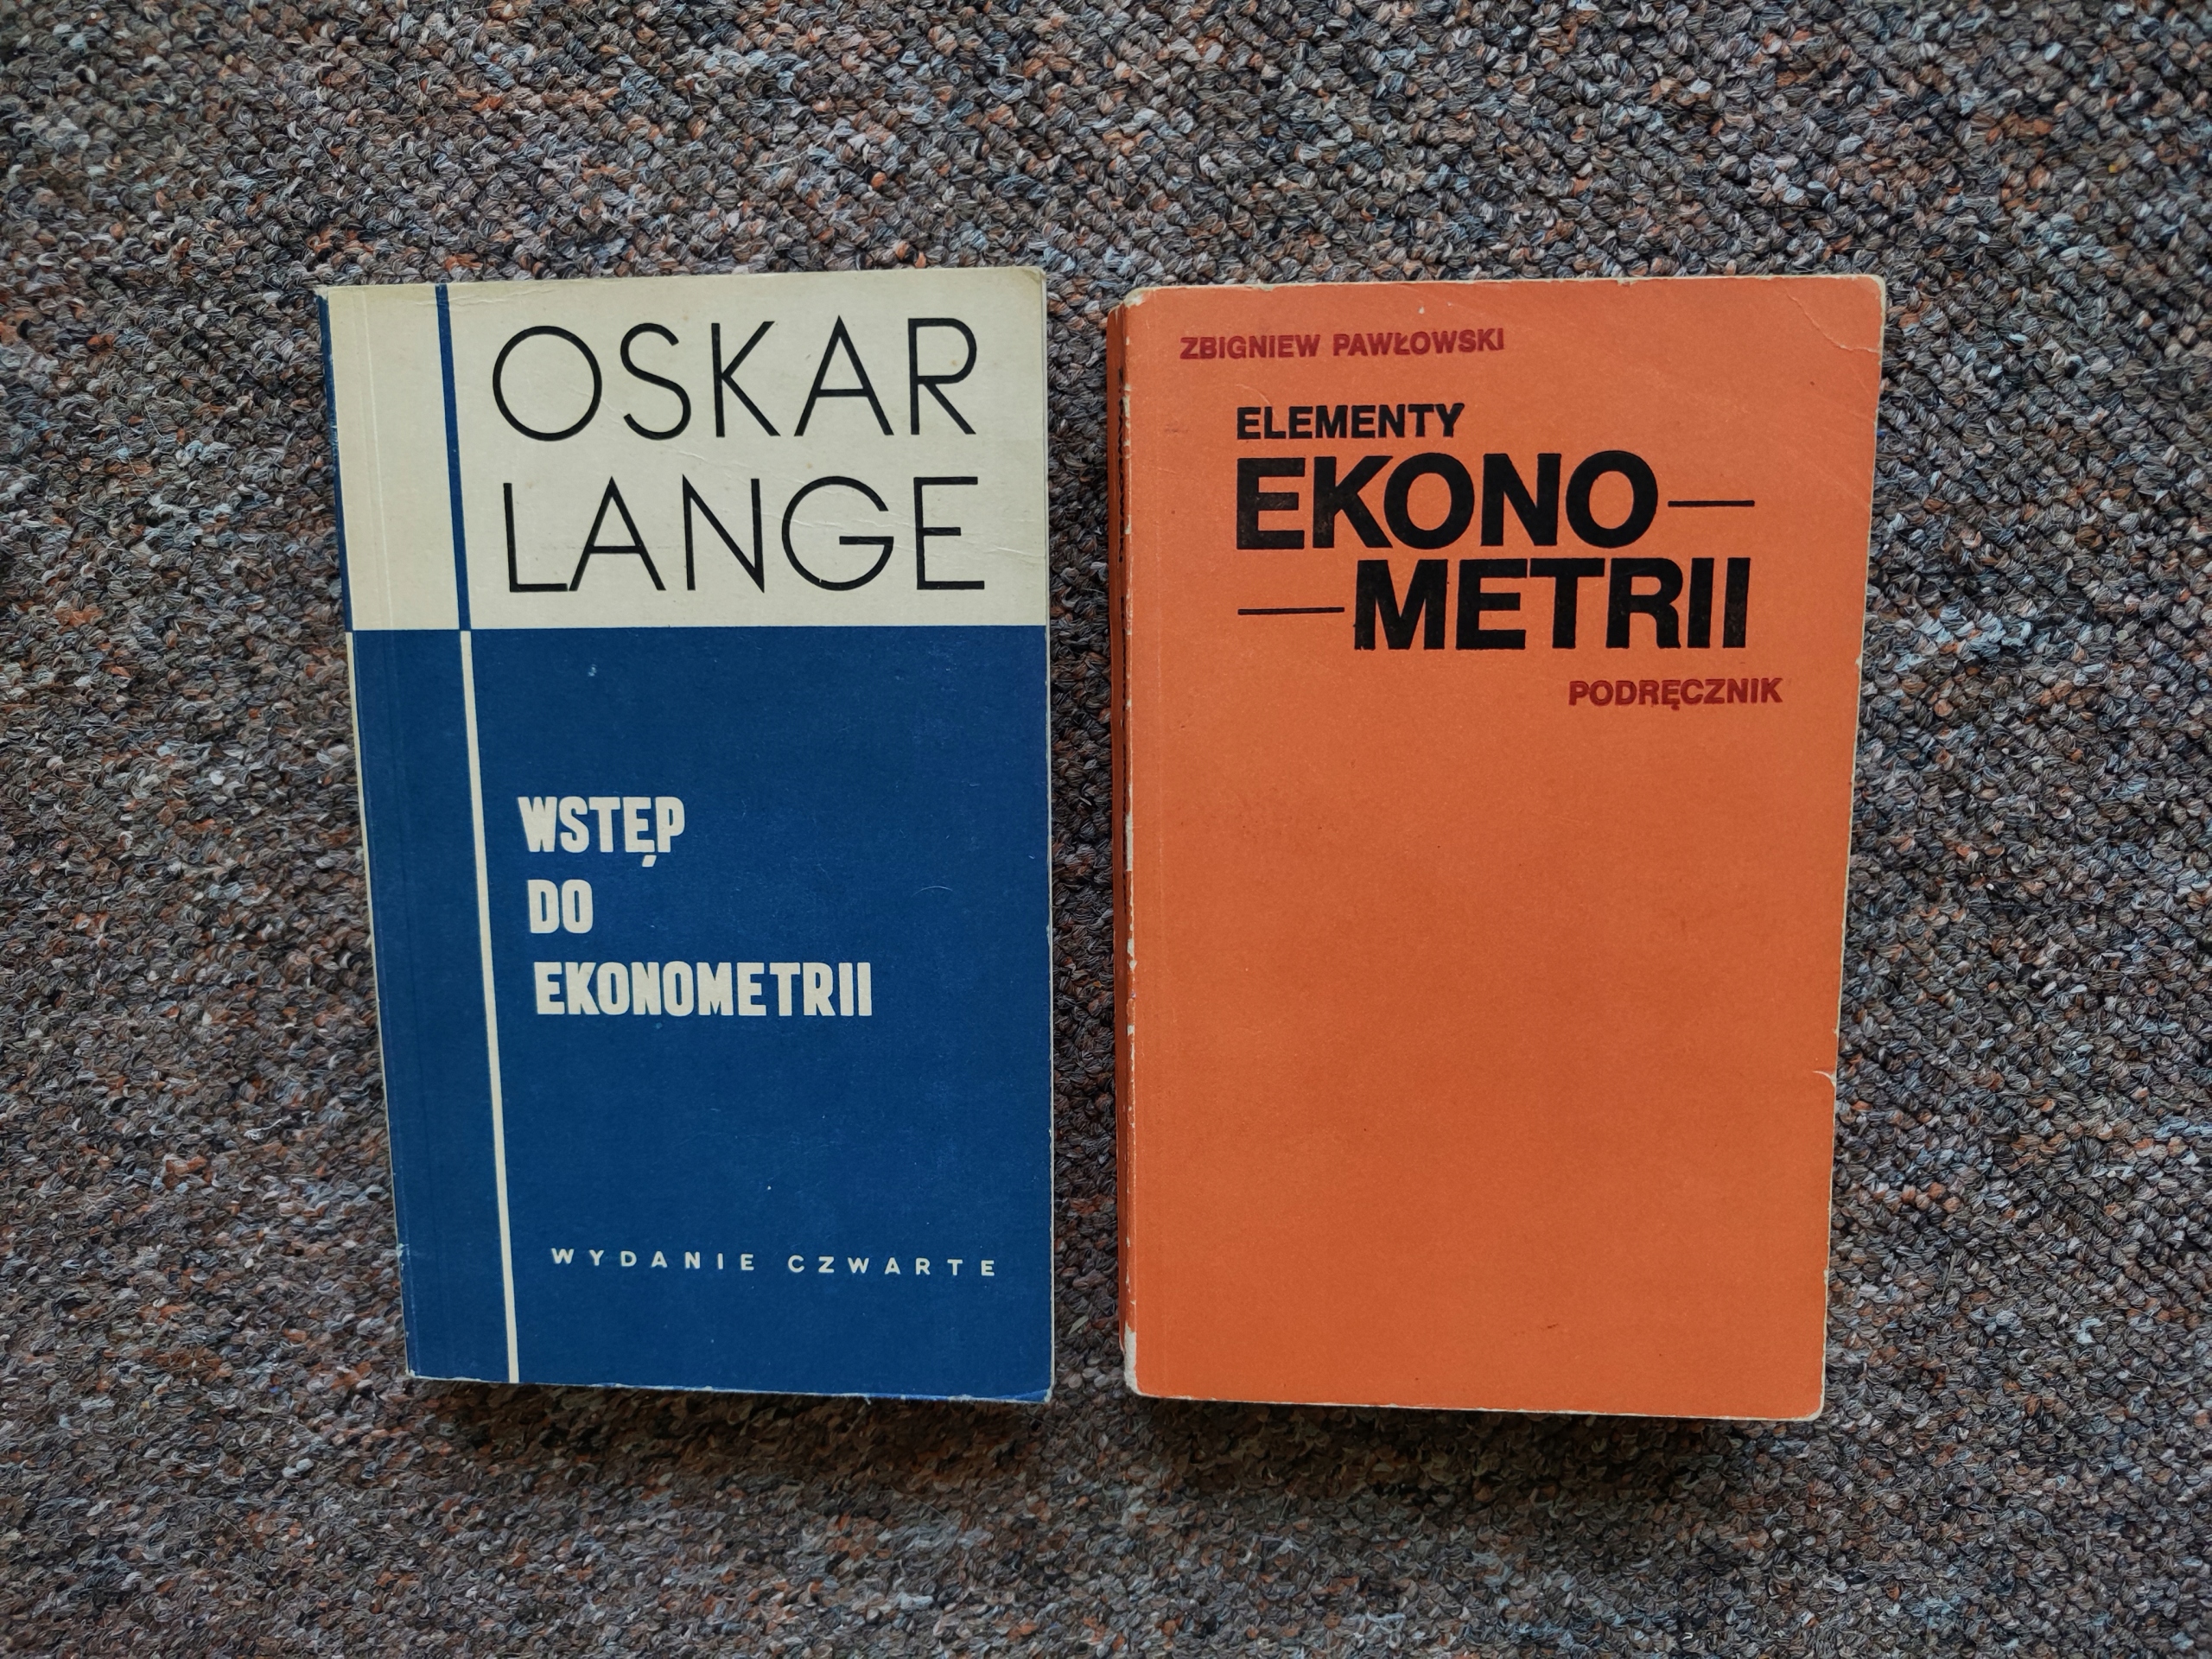 OSKAR
LANGE
WSTĘP
DO
EKONOMETRII
WYDANIE CZWARTE
ZBIGNIEW PAWŁOWSKI
ELEMENTY
EKONO—
—METRII
PODRĘCZNIK